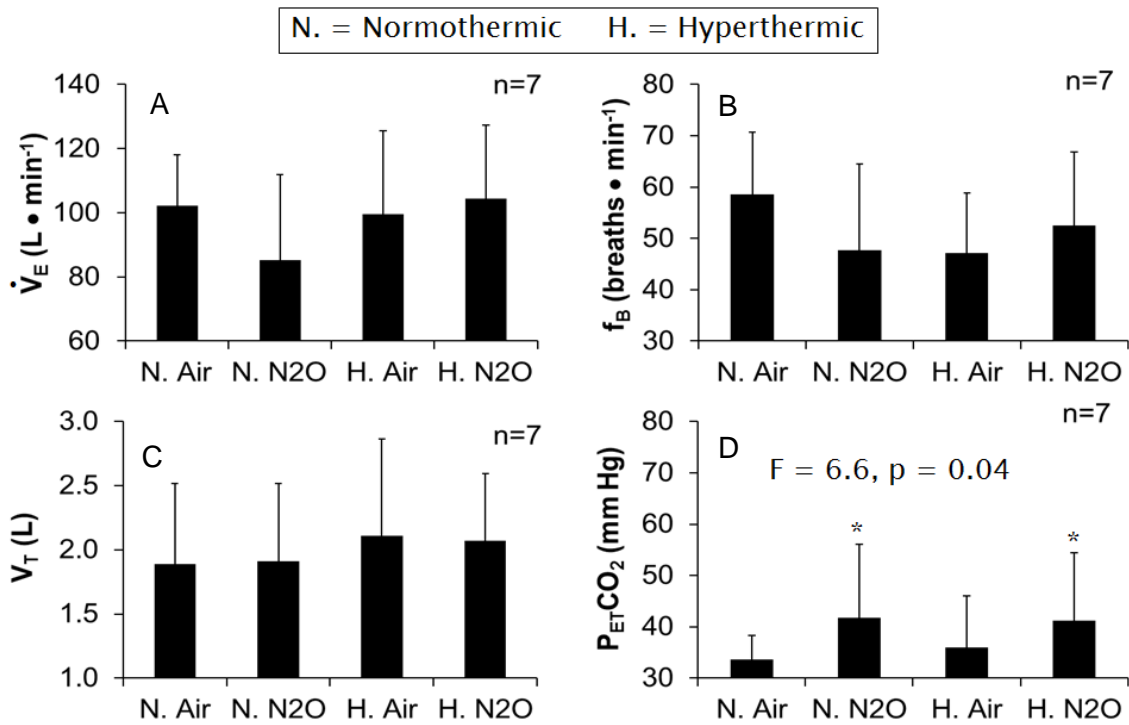 N. = Normothermic H. = Hyperthermic
A
n=7
V̇E (L • min-1)
140
120
100
80
60
N. Air N. N2O H. Air H. N2O
B
n=7
fB (breaths • min-1)
80
70
60
50
40
30
N. Air N. N2O H. Air H. N2O
C
n=7
VT (L)
3.0
2.5
2.0
1.5
1.0
N. Air N. N2O H. Air H. N2O
D
n=7
F = 6.6, p = 0.04
PETCO2 (mm Hg)
80
70
60
50
40
30
*
*
N. Air N. N2O H. Air H. N2O